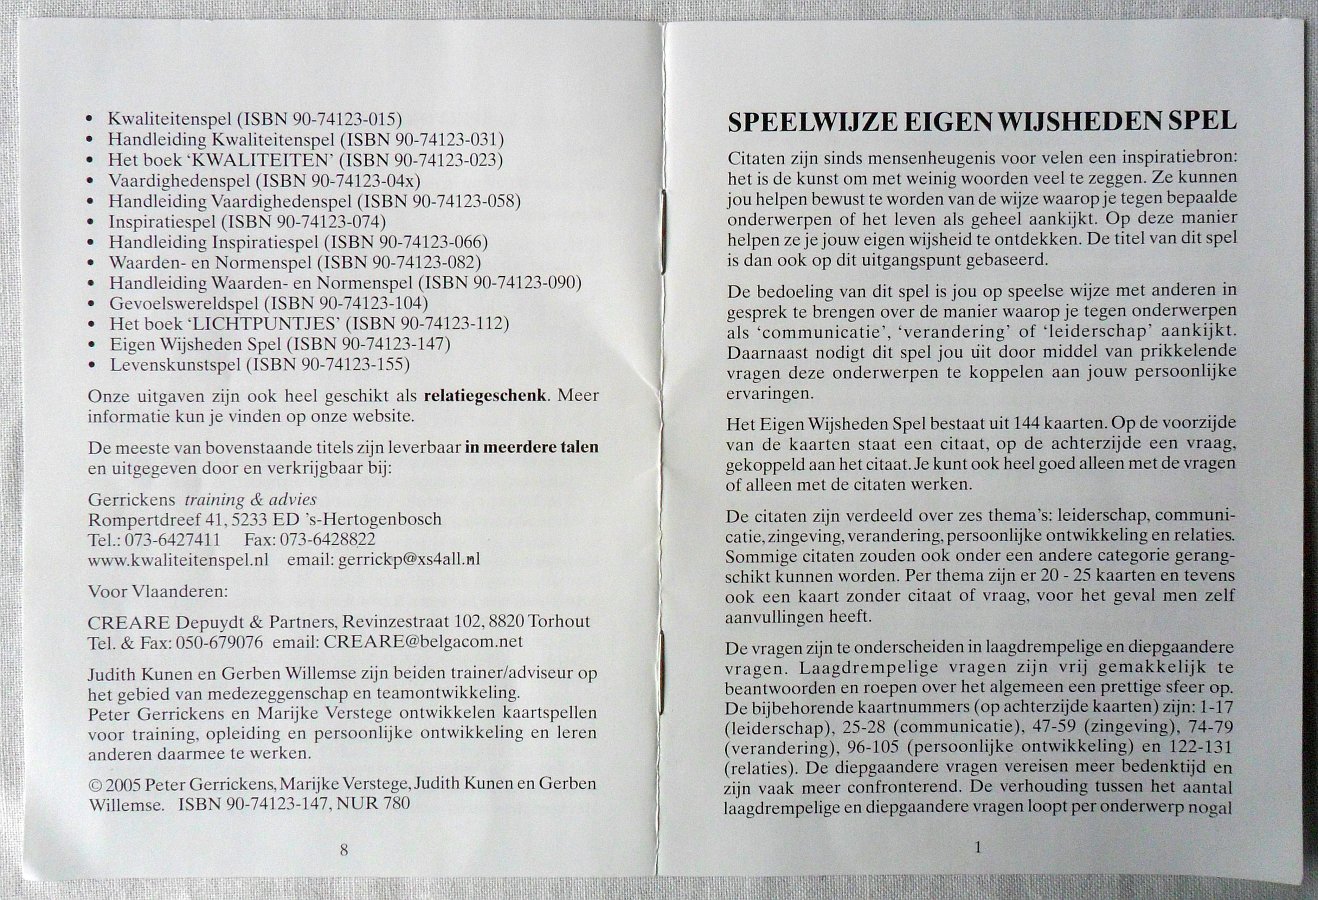 • Kwaliteitenspel (ISBN 90-74123-015)
• Handleiding Kwaliteitenspel (ISBN 90-74123-031)
• Het boek ‘KWALITEITEN’ (ISBN 90-74123-023)
• Vaardighedenspel (ISBN 90-74123-04x)
• Handleiding Vaardighedenspel (ISBN 90-74123-058)
• Inspiratiespel (ISBN 90-74123-074)
• Handleiding Inspiratiespel (ISBN 90-74123-066)
• Waarden- en Normenspel (ISBN 90-74123-082)
• Handleiding Waarden- en Normenspel (ISBN 90-74123-090)
• Gevoelswereldspel (ISBN 90-74123-104)
• Het boek ‘LICHTPUNTJES’ (ISBN 90-74123-112)
• Eigen Wijsheden Spel (ISBN 90-74123-147)
• Levenskunstspel (ISBN 90-74123-155)
Onze uitgaven zijn ook heel geschikt als relatiegeschenk. Meer
informatie kun je vinden op onze website.
De meeste van bovenstaande titels zijn leverbaar in meerdere talen
en uitgegeven door en verkrijgbaar bij:
Gerrickens training & advies
Rompertdreef 41, 5233 ED ’s-Hertogenbosch
Tel.: 073-6427411 Fax: 073-6428822
www.kwaliteitenspel.nl email: gerrickp@xs4all.nl
Voor Vlaanderen:
CREARE Depuydt & Partners, Revinzestraat 102, 8820 Torhout
Tel. & Fax: 050-679076 email: CREARE@belgacom.net
Judith Kunen en Gerben Willemse zijn beiden trainer/adviseur op
het gebied van medezeggenschap en teamontwikkeling.
Peter Gerrickens en Marijke Verstege ontwikkelen kaartspellen
voor training, opleiding en persoonlijke ontwikkeling en leren
anderen daarmee te werken.
© 2005 Peter Gerrickens, Marijke Verstege, Judith Kunen en Gerben
Willemse. ISBN 90-74123-147, NUR 780
8
SPEELWIJZE EIGEN WIJSHEDEN SPEL
Citaten zijn sinds mensenheugenis voor velen een inspiratiebron:
het is de kunst om met weinig woorden veel te zeggen. Ze kunnen
jou helpen bewust te worden van de wijze waarop je tegen bepaalde
onderwerpen of het leven als geheel aankijkt. Op deze manier
helpen ze je jouw eigen wijsheid te ontdekken. De titel van dit spel
is dan ook op dit uitgangspunt gebaseerd.
De bedoeling van dit spel is jou op speelse wijze met anderen in
gesprek te brengen over de manier waarop je tegen onderwerpen
als ‘communicatie’, ‘verandering’ of ‘leiderschap’ aankijkt.
Daarnaast nodigt dit spel jou uit door middel van prikkelende
vragen deze onderwerpen te koppelen aan jouw persoonlijke
ervaringen.
Het Eigen Wijsheden Spel bestaat uit 144 kaarten. Op de voorzijde
van de kaarten staat een citaat, op de achterzijde een vraag,
gekoppeld aan het citaat. Je kunt ook heel goed alleen met de vragen
of alleen met de citaten werken.
De citaten zijn verdeeld over zes thema’s: leiderschap, communi-
catie, zingeving, verandering, persoonlijke ontwikkeling en relaties.
Sommige citaten zouden ook onder een andere categorie gerang-
schikt kunnen worden. Per thema zijn er 20 - 25 kaarten en tevens
ook een kaart zonder citaat of vraag, voor het geval men zelf
aanvullingen heeft.
De vragen zijn te onderscheiden in laagdrempelige en diepgaandere
vragen. Laagdrempelige vragen zijn vrij gemakkelijk te
beantwoorden en roepen over het algemeen een prettige sfeer op.
De bijbehorende kaartnummers (op achterzijde kaarten) zijn: 1-17
(leiderschap), 25-28 (communicatie), 47-59 (zingeving), 74-79
(verandering), 96-105 (persoonlijke ontwikkeling) en 122-131
(relaties). De diepgaandere vragen vereisen meer bedenktijd en
zijn vaak meer confronterend. De verhouding tussen het aantal
laagdrempelige en diepgaandere vragen loopt per onderwerp nogal
1